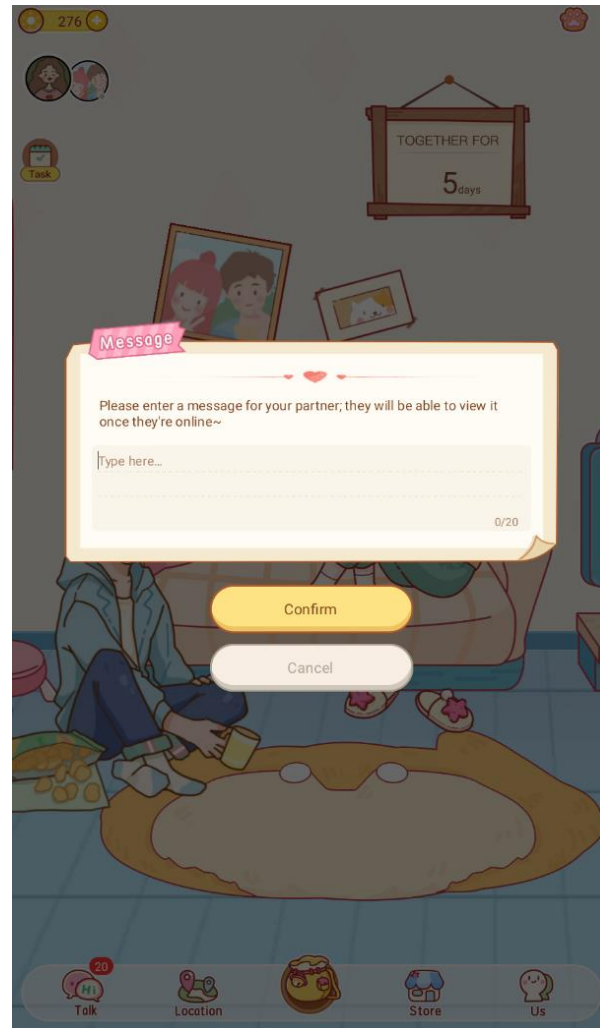 276
Task
TOGETHER FOR
5days
Message
Please enter a message for your partner; they will be able to view it
once they're online~
Type here...
0/20
Confirm
Cancel
20
Hi
Talk
Location
Store
Us